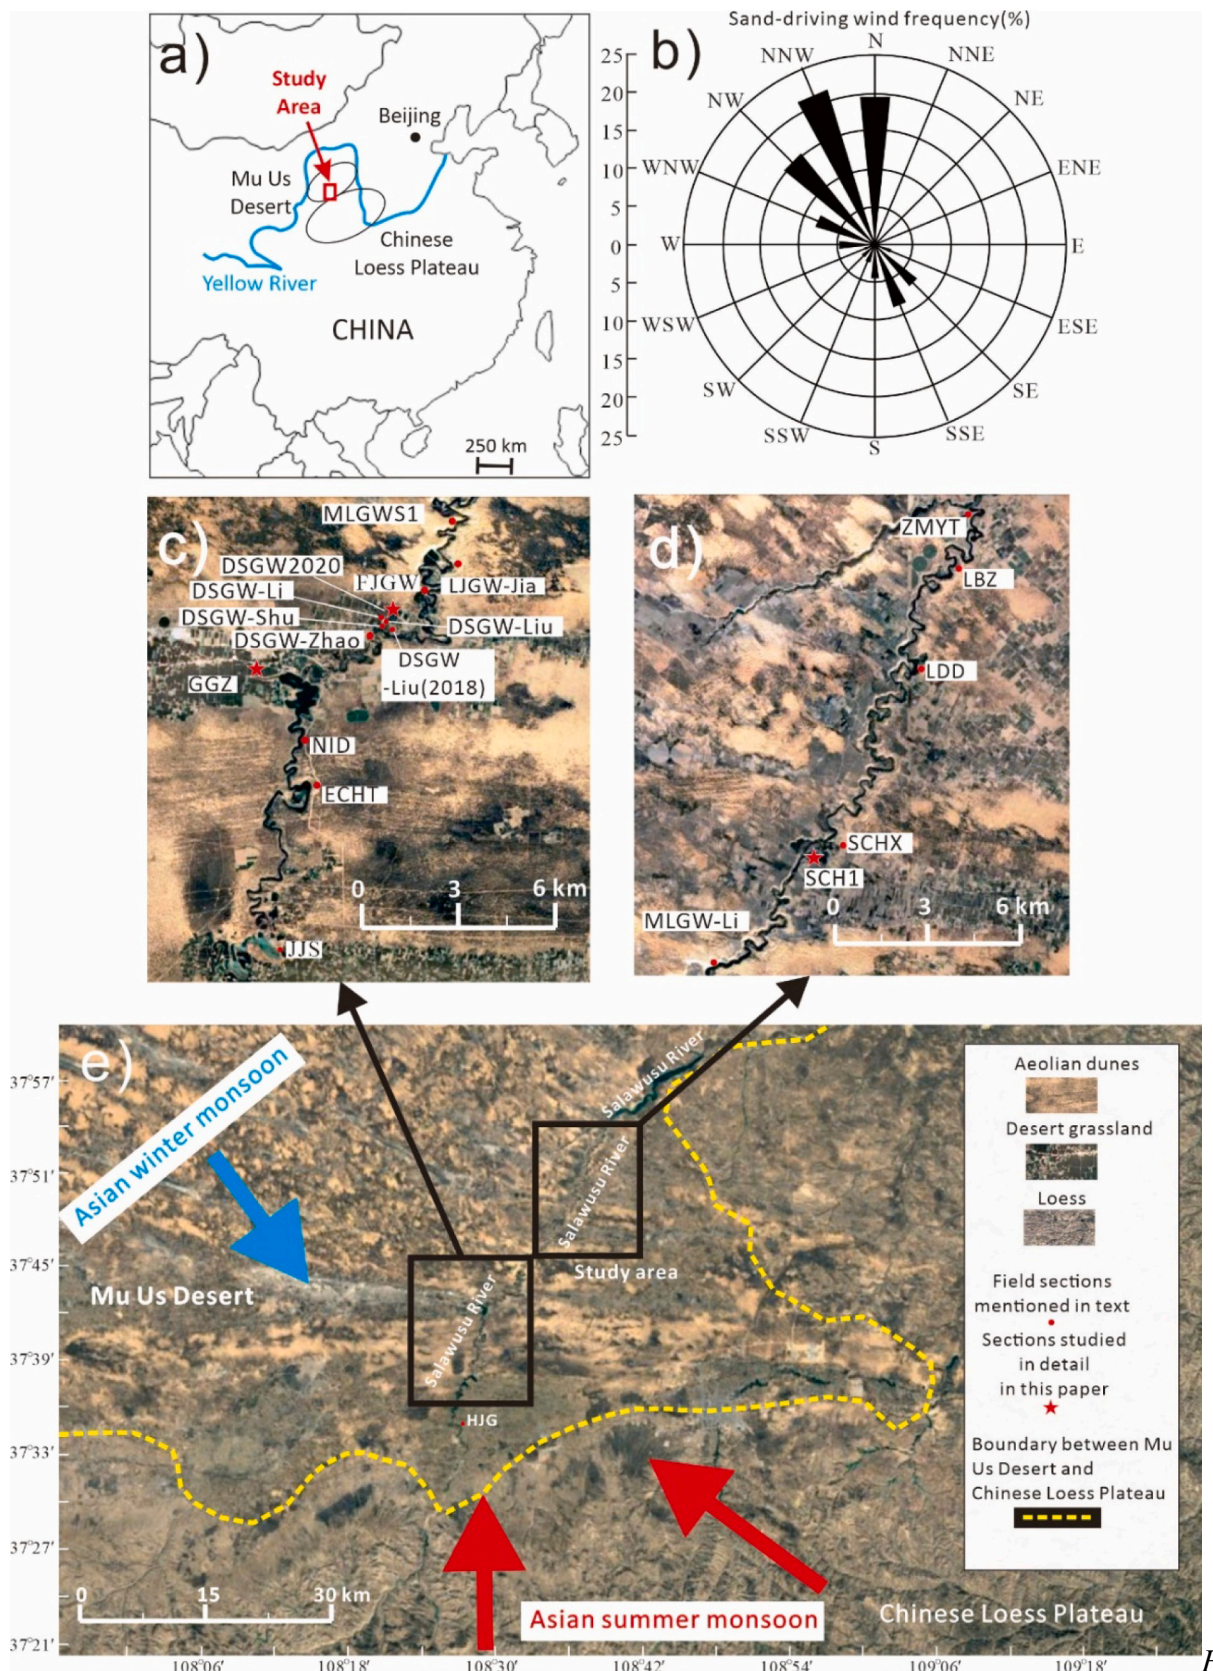 a)
Study
Area
Beijing
Mu Us
Desert
Chinese
Loess Plateau
Yellow River
CHINA
250 km
Sand-driving wind frequency(%)
b)
25
20
15
10
5
0
5
10
15
20
25
N
NNE
NE
ENE
E
ESE
SE
SSE
S
SSW
SW
WSW
W
WNW
NW
NNW
c)
MLGWS1
DSGW2020
FJGW
DSGW-Li
LJGW-Jia
DSGW-Shu
DSGW-Liu
DSGW-Zhao
DSGW
-Liu(2018)
GGZ
NID
ECHT
0 3 6 km
JJS
d)
ZMYT
LBZ
LDD
SCHX
SCH1
0 3 6 km
MLGW-Li
e)
Asian winter monsoon
Salawusu River
Salawusu River
Study area
Mu Us Desert
Salawusu River
HJG
Asian summer monsoon
Chinese Loess Plateau
0 15 30 km
37°57′
37°51′
37°45′
37°39′
37°33′
37°27′
37°21′
108°06′ 108°18′ 108°30′ 108°42′ 108°54′ 109°06′ 109°18′
Aeolian dunes
Desert grassland
Loess
Field sections
mentioned in text
Sections studied
in detail
in this paper
Boundary between Mu
Us Desert and
Chinese Loess Plateau